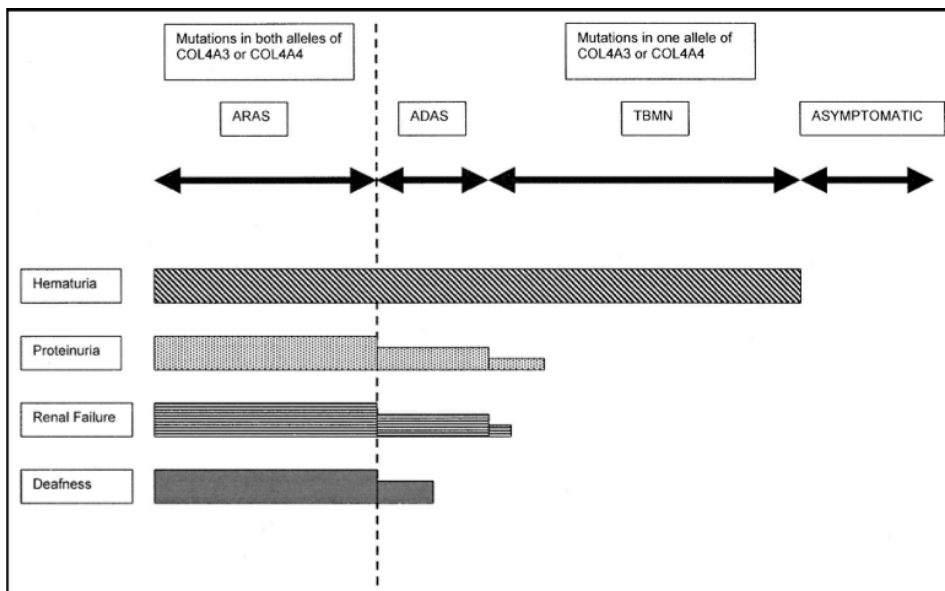 Mutations in both alleles of
COL4A3 or COL4A4
Mutations in one allele of
COL4A3 or COL4A4
ARAS
ADAS
TBMN
ASYMPTOMATIC
Hematuria
Proteinuria
Renal Failure
Deafness